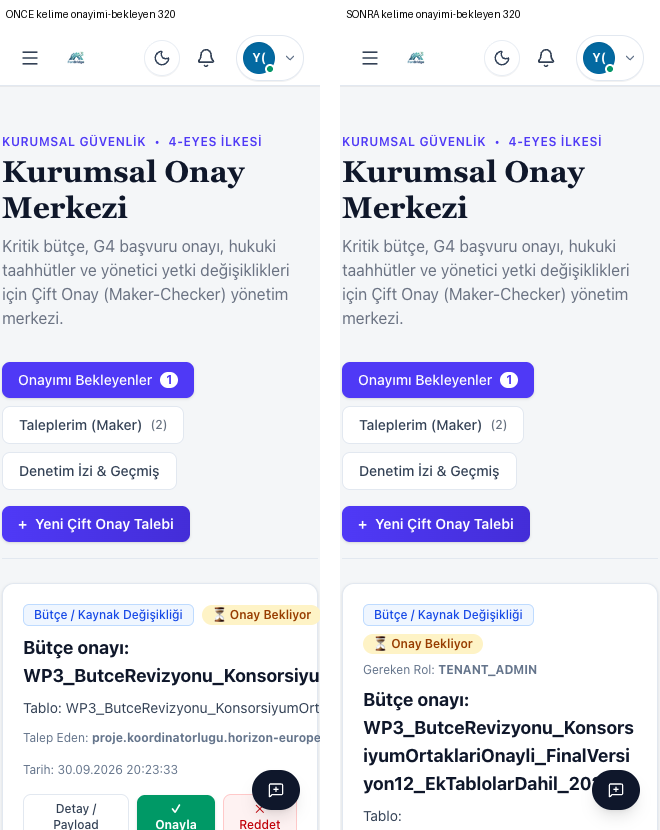 ONCE kelime onayimi-bekleyen 320
Y(
KURUMSAL GÜVENLİK • 4-EYES İLKESİ
Kurumsal Onay
Merkezi
Kritik bütçe, G4 başvuru onayı, hukuki
taahhütler ve yönetici yetki değişiklikleri
için Çift Onay (Maker-Checker) yönetim
merkezi.
Onayımı Bekleyenler 1
Taleplerim (Maker) (2)
Denetim İzi & Geçmiş
+ Yeni Çift Onay Talebi
Bütçe / Kaynak Değişikliği
⏳ Onay Bekliyor
Bütçe onayı:
WP3_ButceRevizyonu_Konsorsiyu
Tablo: WP3_ButceRevizyonu_KonsorsiyumOrt
Talep Eden: proje.koordinatorlugu.horizon-europe
Tarih: 30.09.2026 20:23:33
Detay /
Payload
✓
Onayla
✕
Reddet
SONRA kelime onayimi-bekleyen 320
Y(
KURUMSAL GÜVENLİK • 4-EYES İLKESİ
Kurumsal Onay
Merkezi
Kritik bütçe, G4 başvuru onayı, hukuki
taahhütler ve yönetici yetki değişiklikleri
için Çift Onay (Maker-Checker) yönetim
merkezi.
Onayımı Bekleyenler 1
Taleplerim (Maker) (2)
Denetim İzi & Geçmiş
+ Yeni Çift Onay Talebi
Bütçe / Kaynak Değişikliği
⏳ Onay Bekliyor
Gereken Rol: TENANT_ADMIN
Bütçe onayı:
WP3_ButceRevizyonu_Konsors
iyumOrtaklariOnayli_FinalVersi
yon12_EkTablolarDahil_20
Tablo: